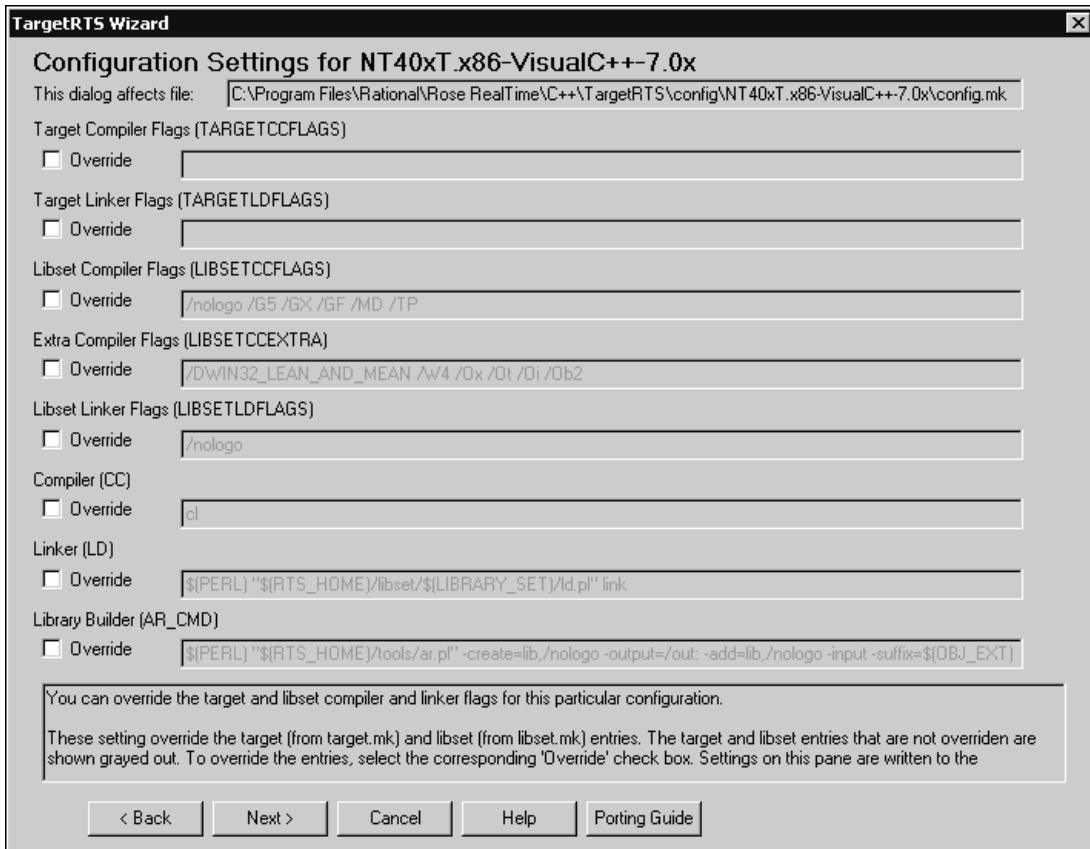 TargetRTS Wizard
Configuration Settings for NT40xT.x86-VisualC++-7.0x
This dialog affects file: C:\Program Files\Rational\Rose RealTime\C++\TargetRTS\config\NT40xT.x86-VisualC++-7.0x\config.mk
Target Compiler Flags (TARGETCCFLAGS)
Override
Target Linker Flags (TARGETLDFLAGS)
Override
Libset Compiler Flags (LIBSETCCFLAGS)
Override /nologo /G5 /GX /GF /MD /TP
Extra Compiler Flags (LIBSETCCEXTRA)
Override /DWIN32_LEAN_AND_MEAN /W4 /Ox /Ot /Oi /Ob2
Libset Linker Flags (LIBSETLDFLAGS)
Override /nologo
Compiler (CC)
Override cl
Linker (LD)
Override $(PERL) "$(RTS_HOME)/libset/$(LIBRARY_SET)/ld.pl" link
Library Builder (AR_CMD)
Override $(PERL) "$(RTS_HOME)/tools/ar.pl" -create=lib,/nologo -output=/out: -add=lib,/nologo -input -suffix=$(OBJ_EXT)
You can override the target and libset compiler and linker flags for this particular configuration.
These setting override the target (from target.mk) and libset (from libset.mk) entries. The target and libset entries that are not overriden are
shown grayed out. To override the entries, select the corresponding 'Override' check box. Settings on this pane are written to the
< Back Next > Cancel Help Porting Guide